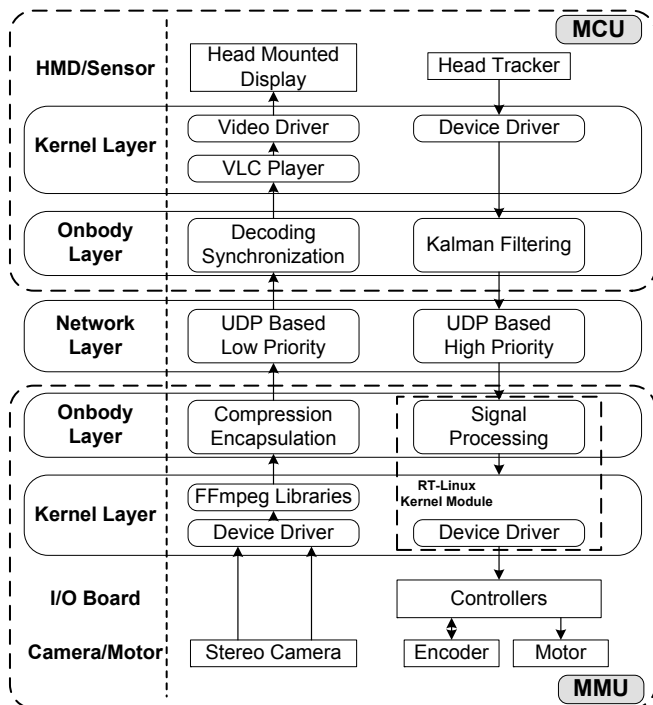 MCU
HMD/Sensor
Head Mounted
Display
Head Tracker
Kernel Layer
Video Driver
Device Driver
VLC Player
Onbody
Layer
Decoding
Synchronization
Kalman Filtering
Network
Layer
UDP Based
Low Priority
UDP Based
High Priority
Onbody
Layer
Compression
Encapsulation
Signal
Processing
Kernel Layer
FFmpeg Libraries
RT-Linux
Kernel Module
Device Driver
Device Driver
I/O Board
Controllers
Camera/Motor
Stereo Camera
Encoder
Motor
MMU